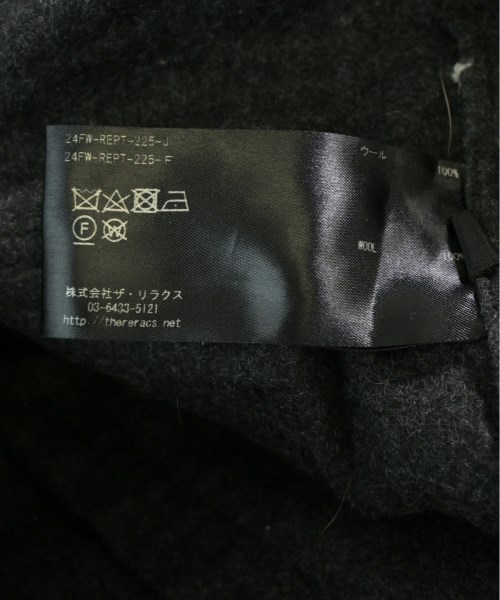 24FW-REPT-225-J
24FW-REPT-225-F
ウール 100%
WOOL 100%
F W
株式会社ザ・リラクス
03-6433-5121
http://thereracs.net